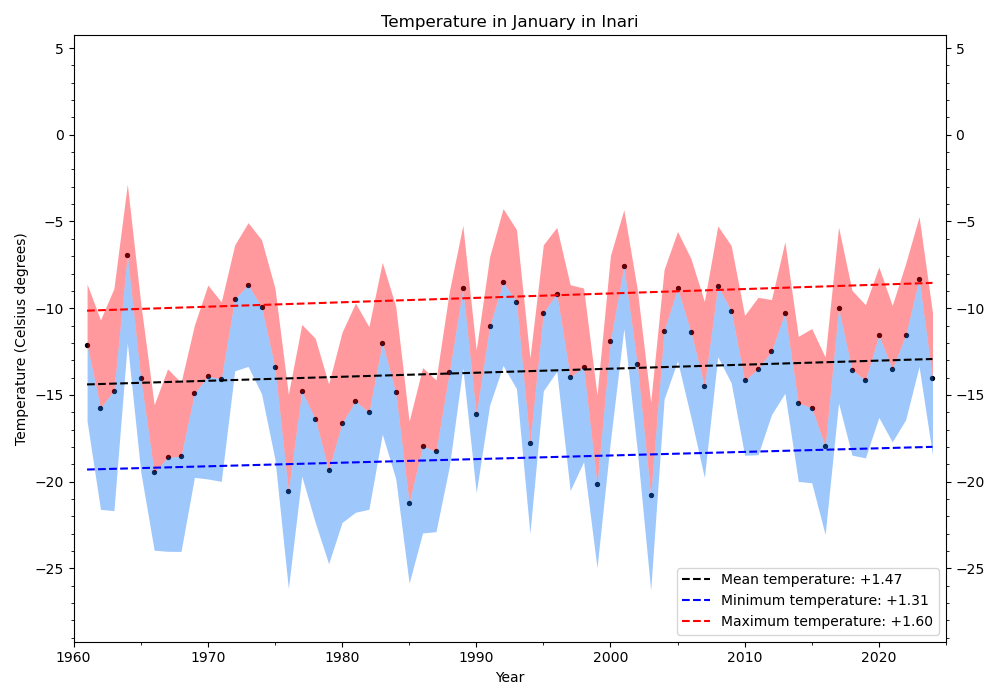 Temperature in January in Inari
5
0
−5
−10
−15
−20
−25
5
0
−5
−10
−15
−20
−25
Temperature (Celsius degrees)
Mean temperature: +1.47
Minimum temperature: +1.31
Maximum temperature: +1.60
1960 1970 1980 1990 2000 2010 2020
Year